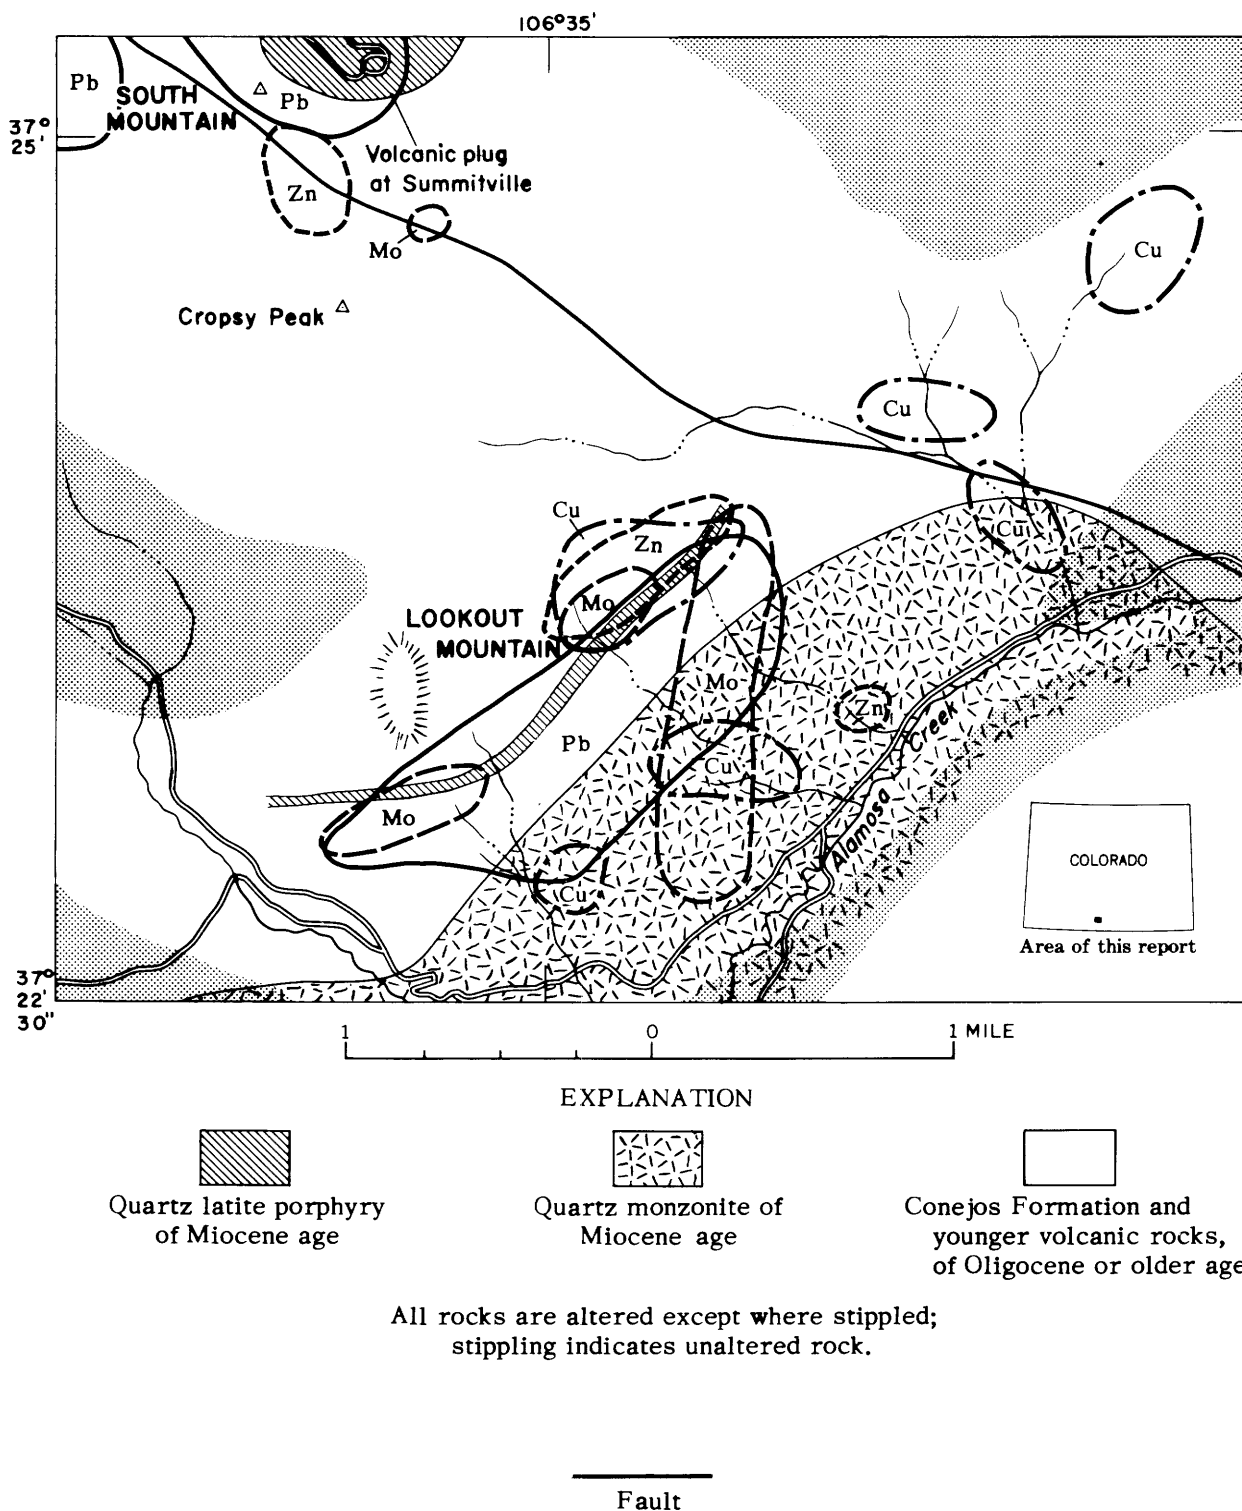 106°35'
Pb
SOUTH
MOUNTAIN
Pb
37°
25'
Volcanic plug
at Summitville
Zn
Mo
Cu
Cropsy Peak
Cu
Cu
Cu
Zn
Mo
LOOKOUT
MOUNTAIN
Mo
Zn
Pb
Cu
Mo
Cu
Alamosa Creek
COLORADO
Area of this report
37°
22'
30"
1 0 1 MILE
EXPLANATION
Quartz latite porphyry
of Miocene age
Quartz monzonite of
Miocene age
Conejos Formation and
younger volcanic rocks,
of Oligocene or older age
All rocks are altered except where stippled;
stippling indicates unaltered rock.
Fault